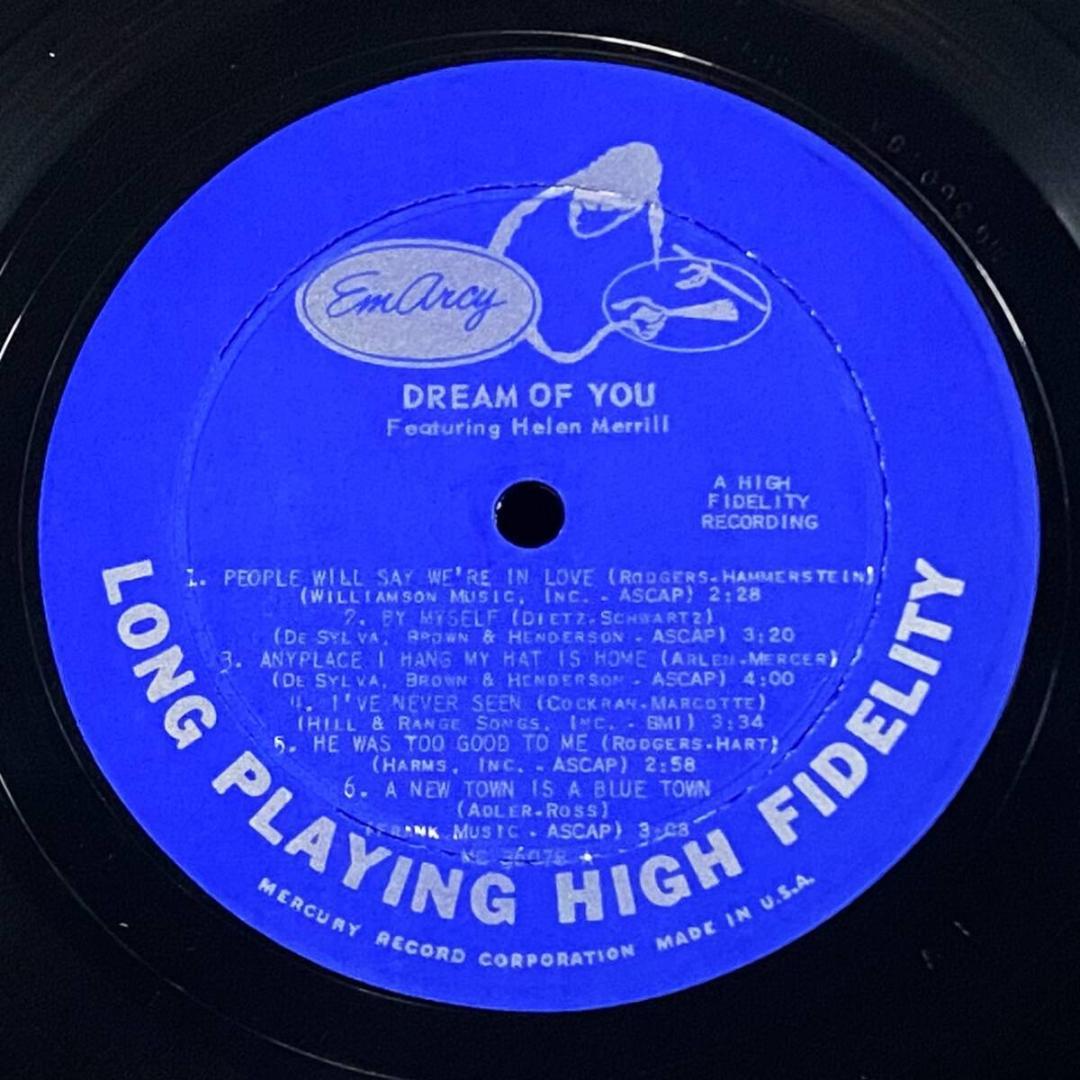 EmArcy
DREAM OF YOU
Featuring Helen Merrill
A HIGH
FIDELITY
RECORDING
1. PEOPLE WILL SAY WE'RE IN LOVE (RODGERS-HAMMERSTEIN)
(WILLIAMSON MUSIC, INC. - ASCAP) 2:28
2. BY MYSELF (DIETZ-SCHWARTZ)
(DE SYLVA, BROWN & HENDERSON - ASCAP) 3:20
3. ANYPLACE I HANG MY HAT IS HOME (ARLEN-MERCER)
(DE SYLVA, BROWN & HENDERSON - ASCAP) 4:00
4. I'VE NEVER SEEN (COCKRAN-MARCOTTE)
(HILL & RANGE SONGS, INC. - BMI) 3:34
5. HE WAS TOO GOOD TO ME (RODGERS-HART)
(HARMS, INC. - ASCAP) 2:58
6. A NEW TOWN IS A BLUE TOWN
(ADLER-ROSS)
(FRANK MUSIC - ASCAP) 3:03
MG 36078
LONG PLAYING HIGH FIDELITY
MERCURY RECORD CORPORATION MADE IN U.S.A.